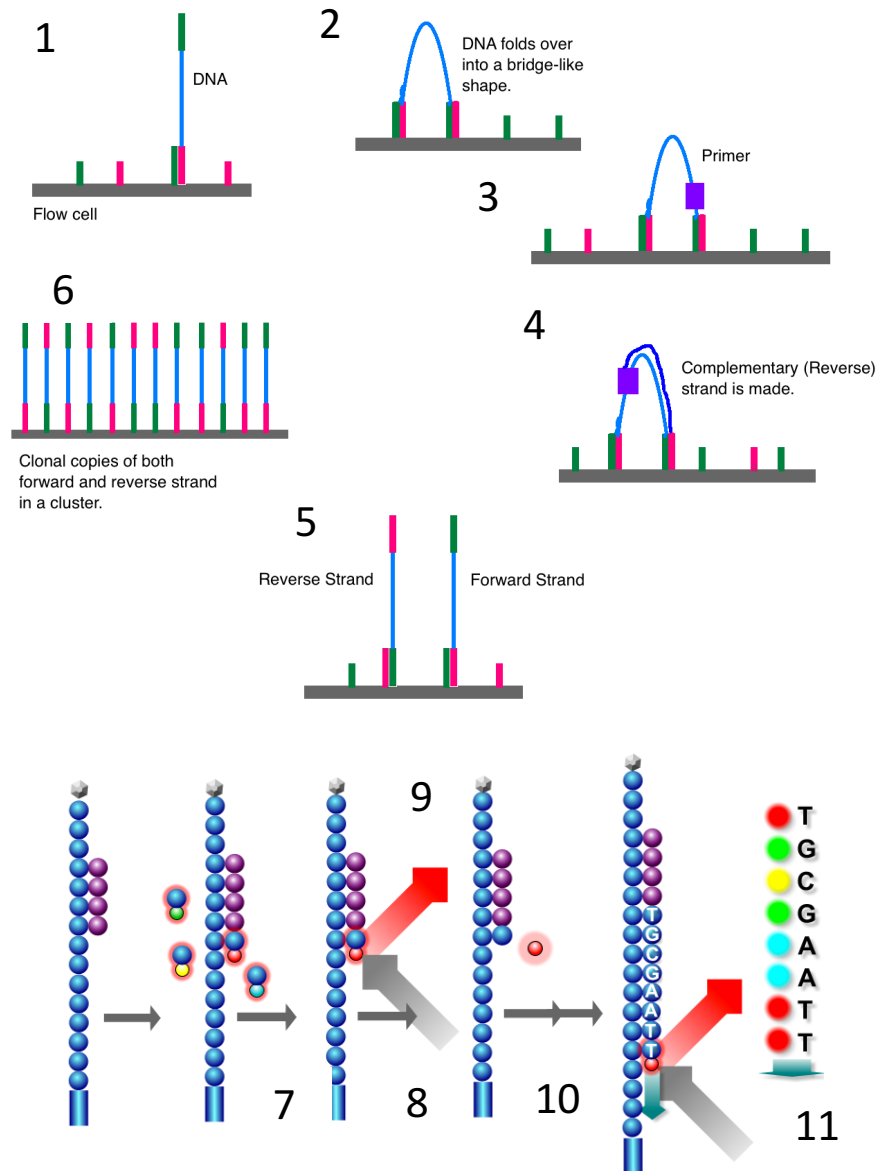 1
DNA
Flow cell
2
DNA folds over
into a bridge-like
shape.
3
Primer
6
Clonal copies of both
forward and reverse strand
in a cluster.
4
Complementary (Reverse)
strand is made.
5
Reverse Strand
Forward Strand
7
8
9
10
T
G
C
G
A
A
T
T
11
T
G
C
G
A
A
T
T